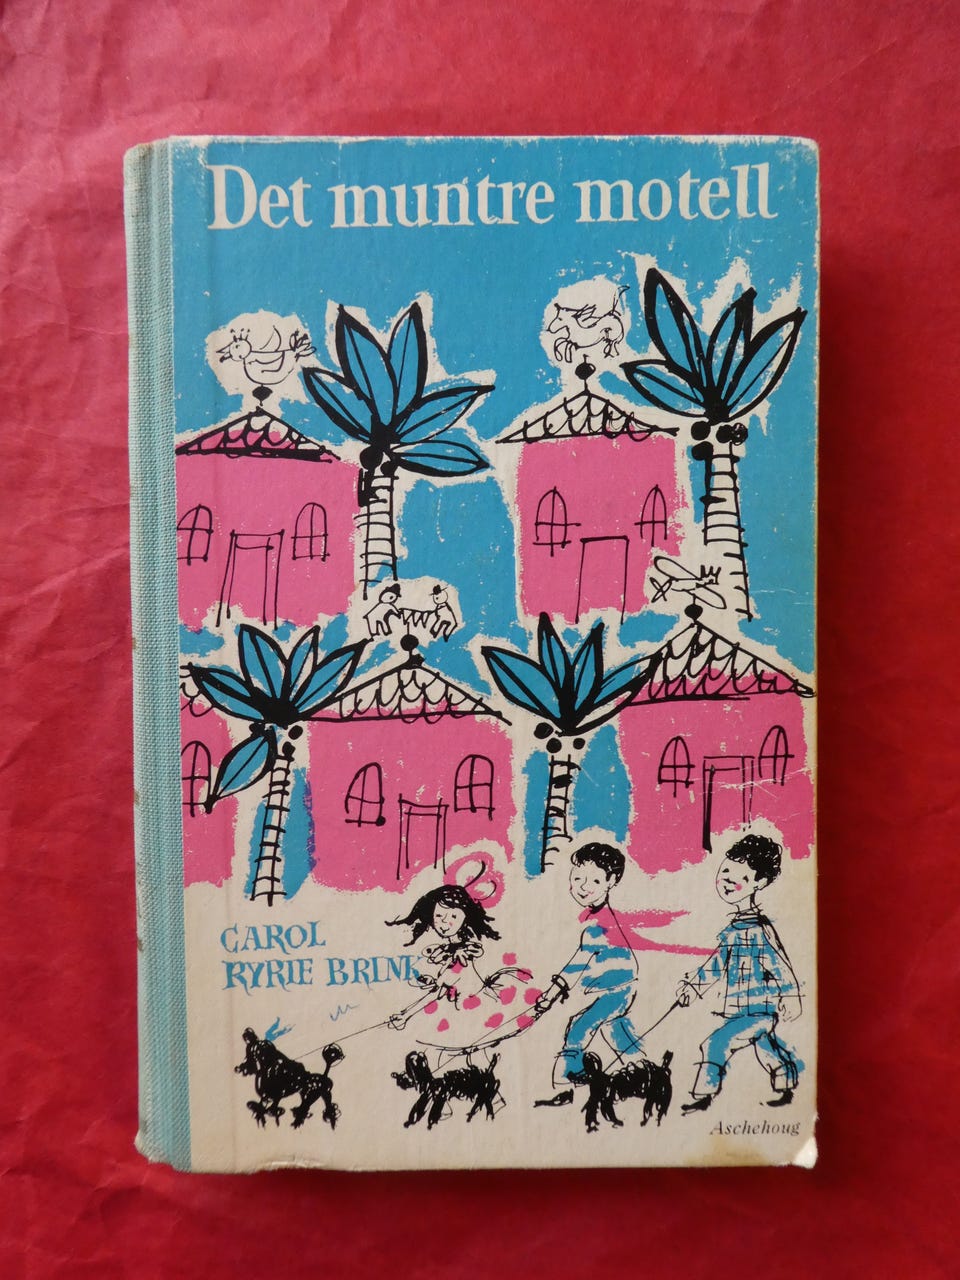 Det muntre motell
CAROL
RYRIE BRINK
Aschehoug